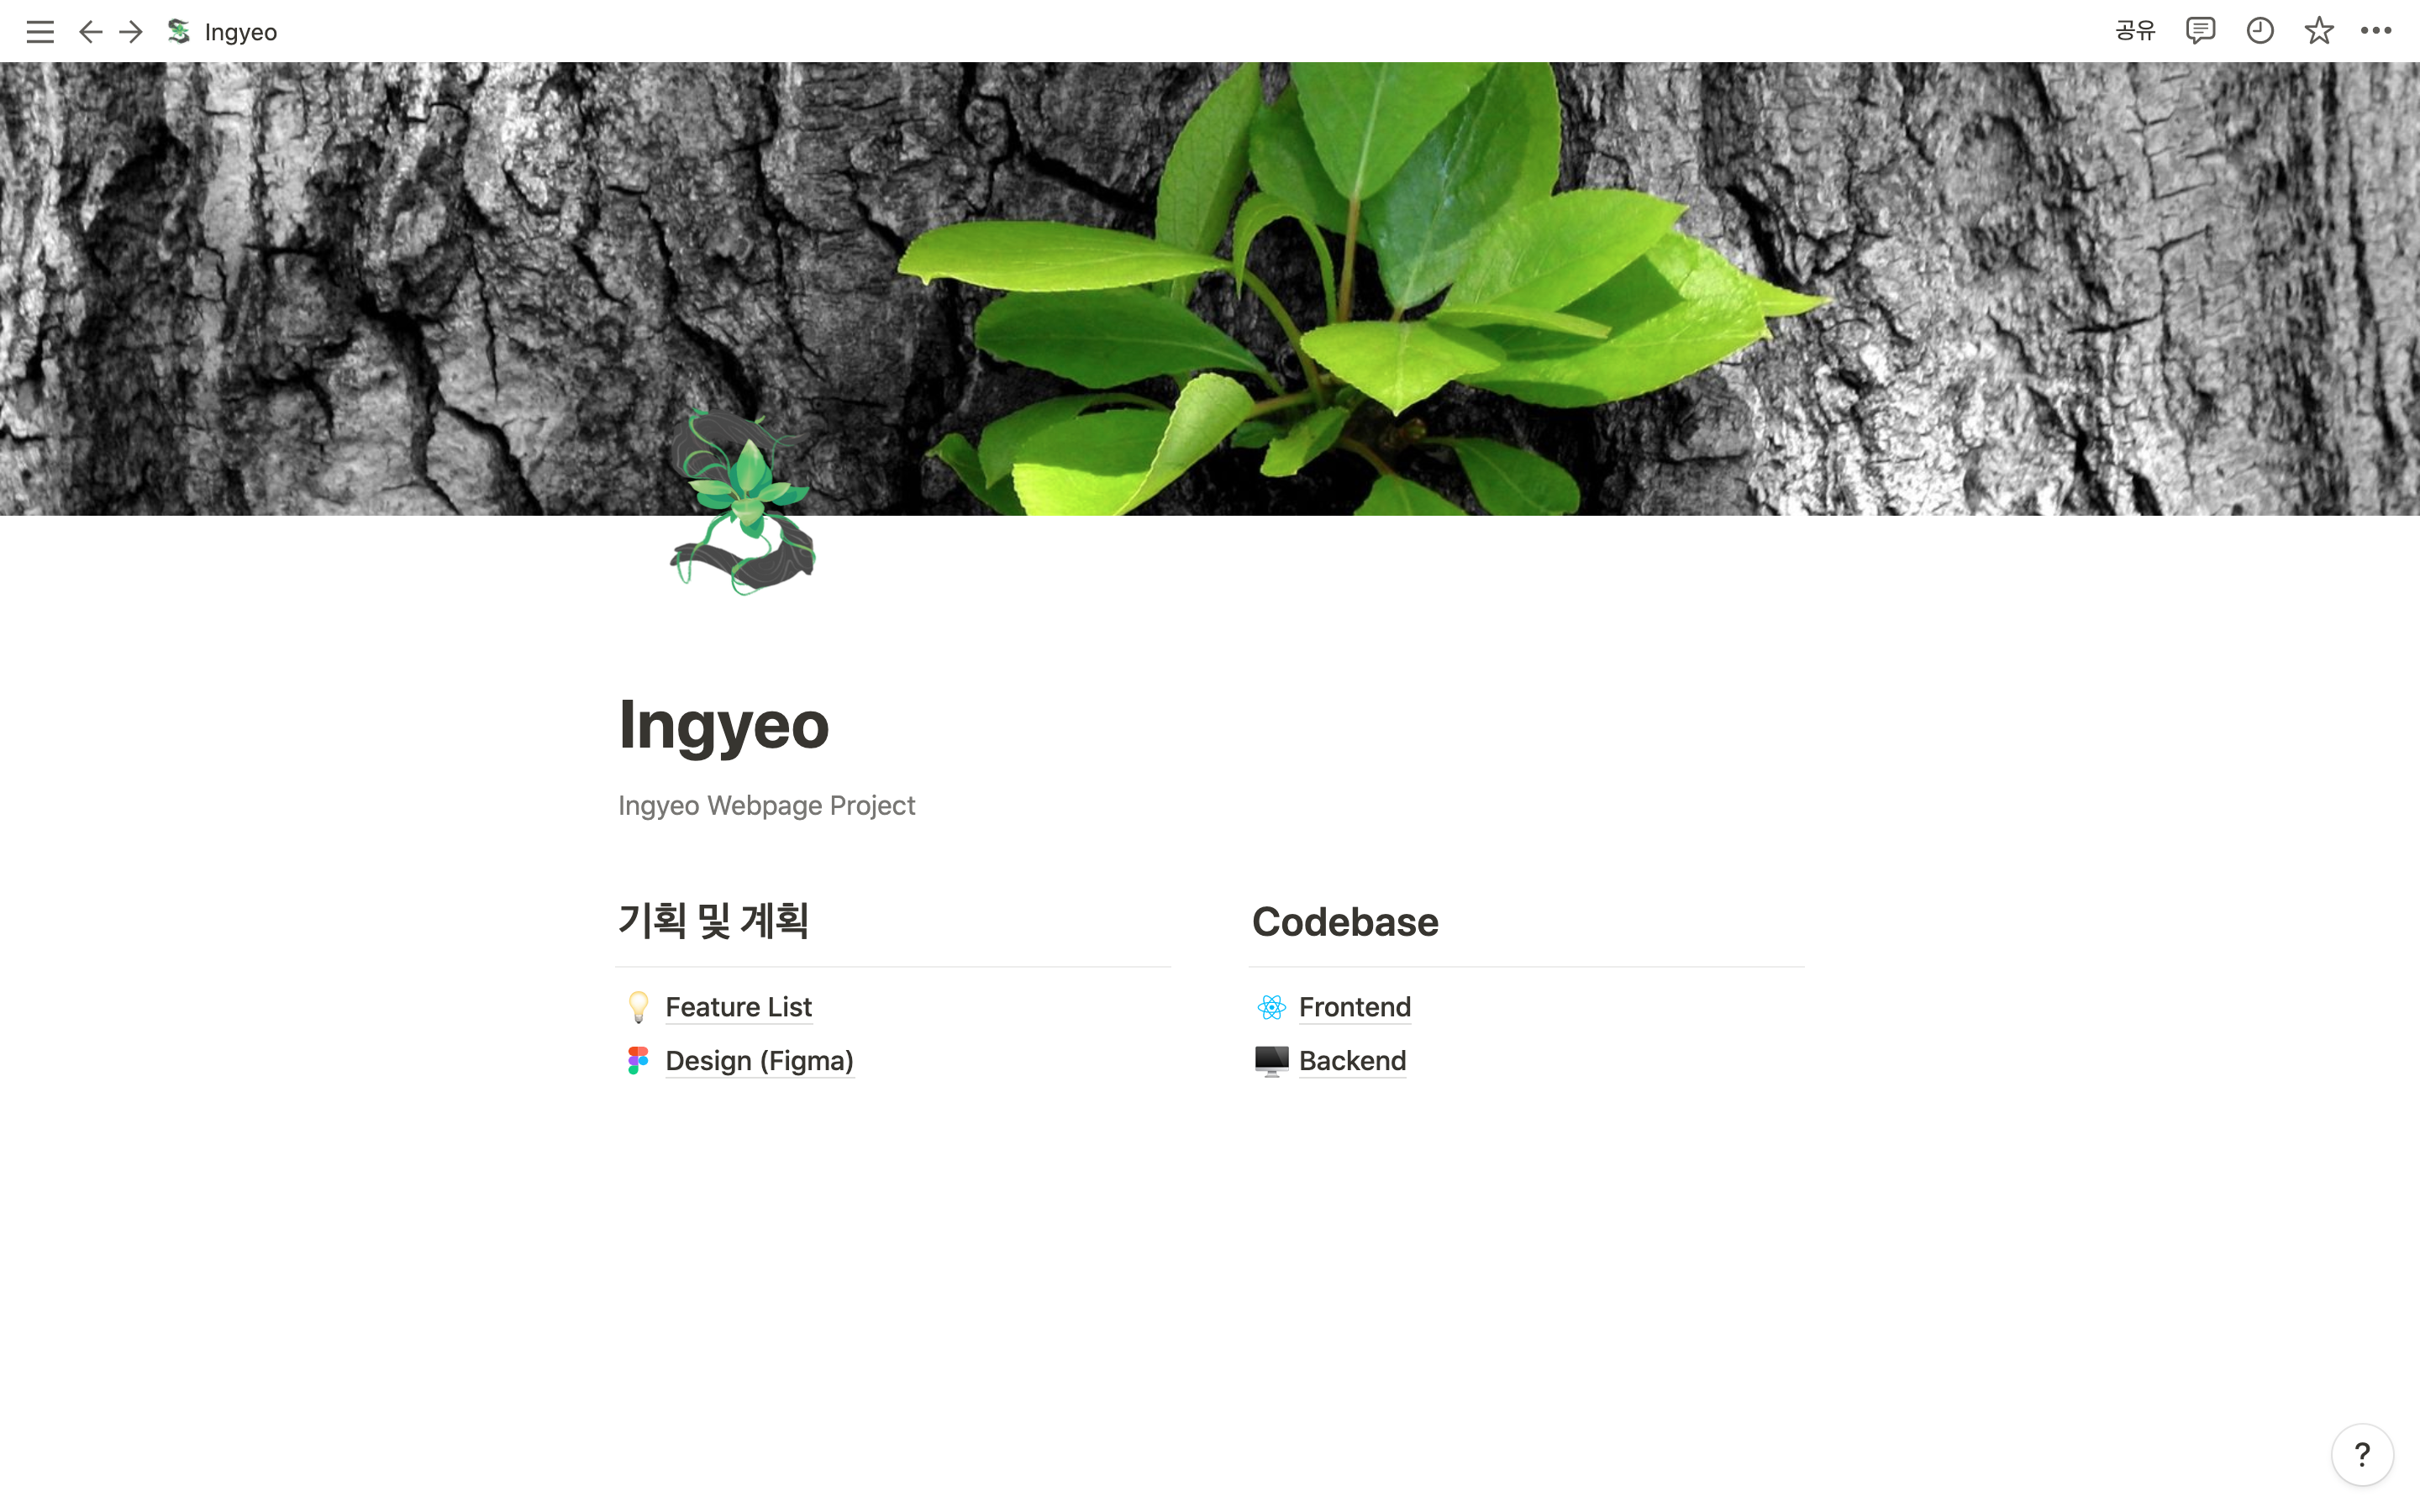 Ingyeo
공유
Ingyeo
Ingyeo Webpage Project
기획 및 계획
Feature List
Design (Figma)
Codebase
Frontend
Backend
?